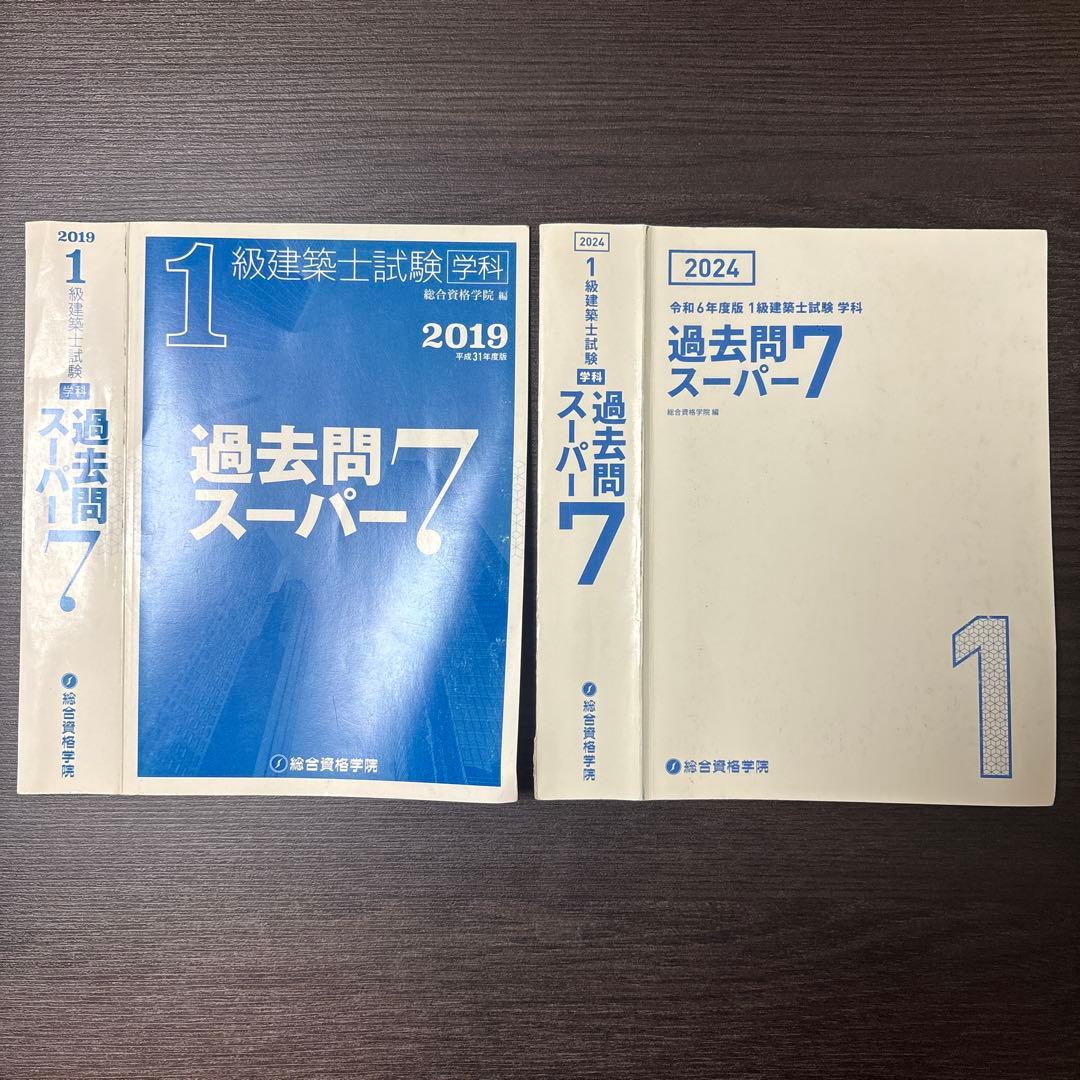 2019
1級建築士試験
学科
過去問
スーパー7
総合資格学院
1級建築士試験 学科
総合資格学院 編
2019
平成31年度版
過去問
スーパー7
総合資格学院
2024
1級建築士試験
学科
過去問
スーパー7
総合資格学院
2024
令和6年度版 1級建築士試験 学科
過去問
スーパー7
総合資格学院 編
1
総合資格学院